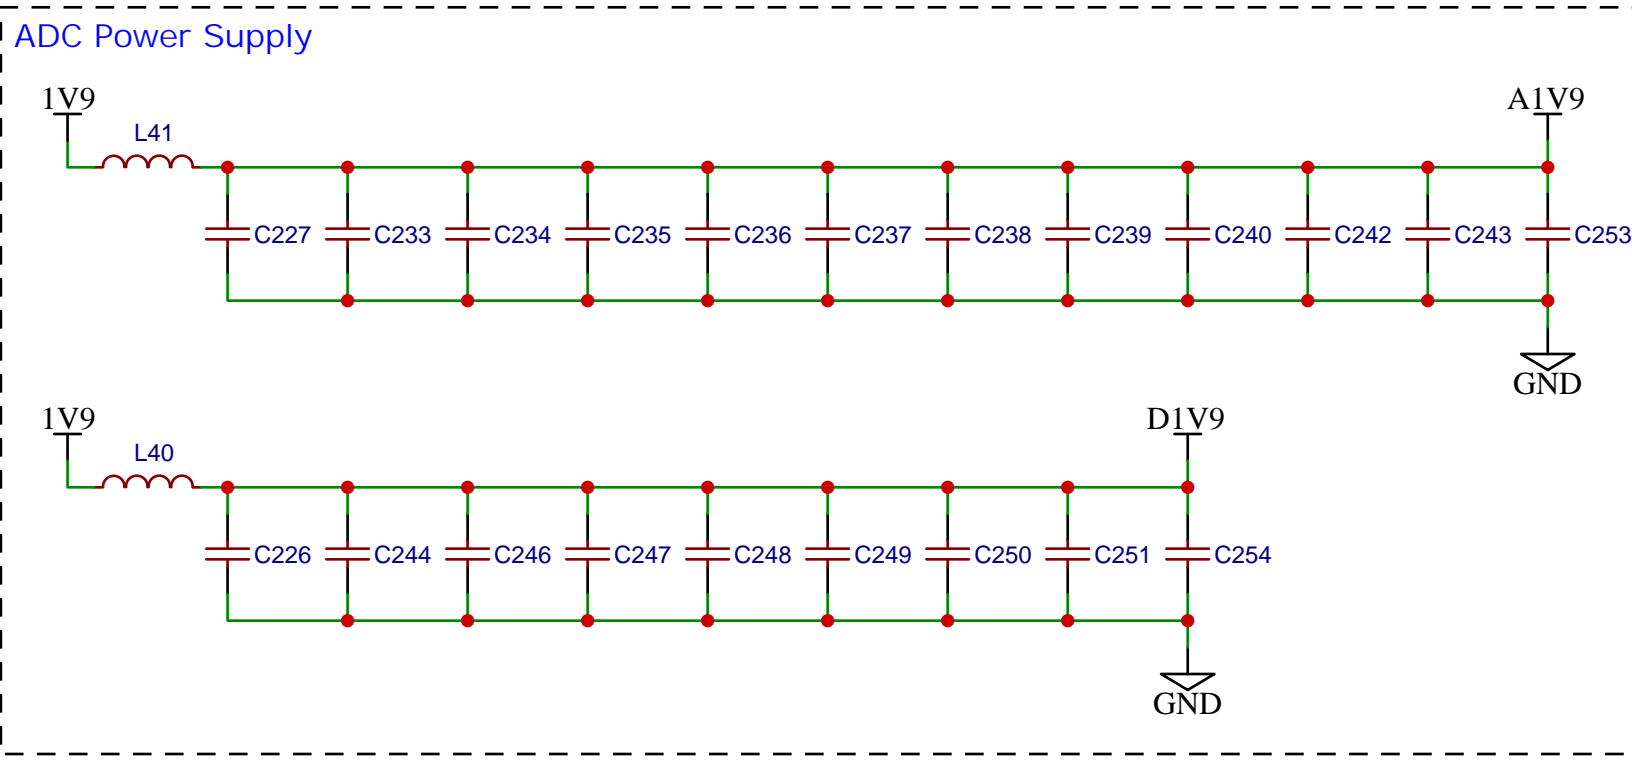 ADC Power Supply
1V9
A1V9
L41
C227 C233 C234 C235 C236 C237 C238 C239 C240 C242 C243 C253
GND
1V9
D1V9
L40
C226 C244 C246 C247 C248 C249 C250 C251 C254
GND